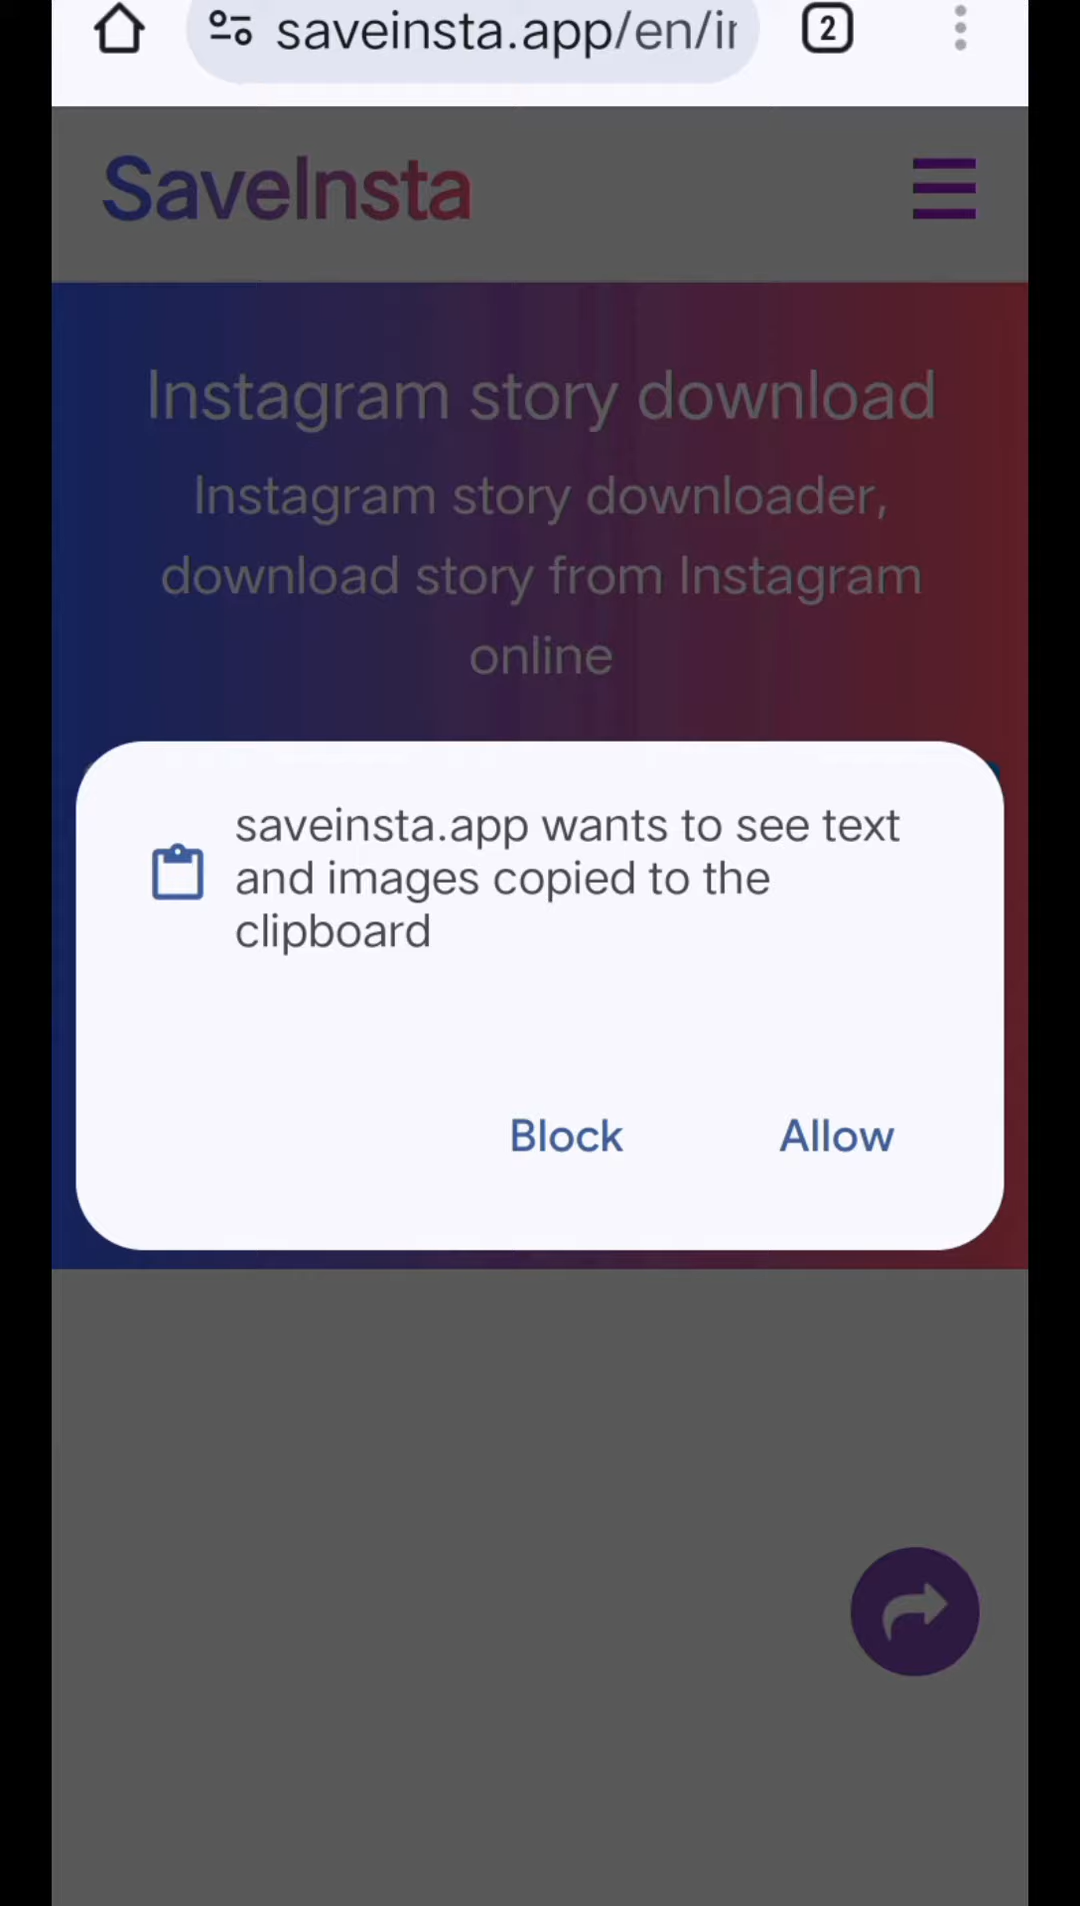 saveinsta.app/en/in
2
SaveInsta
Instagram story download
Instagram story downloader,
download story from Instagram
online
saveinsta.app wants to see text
and images copied to the
clipboard
Block
Allow